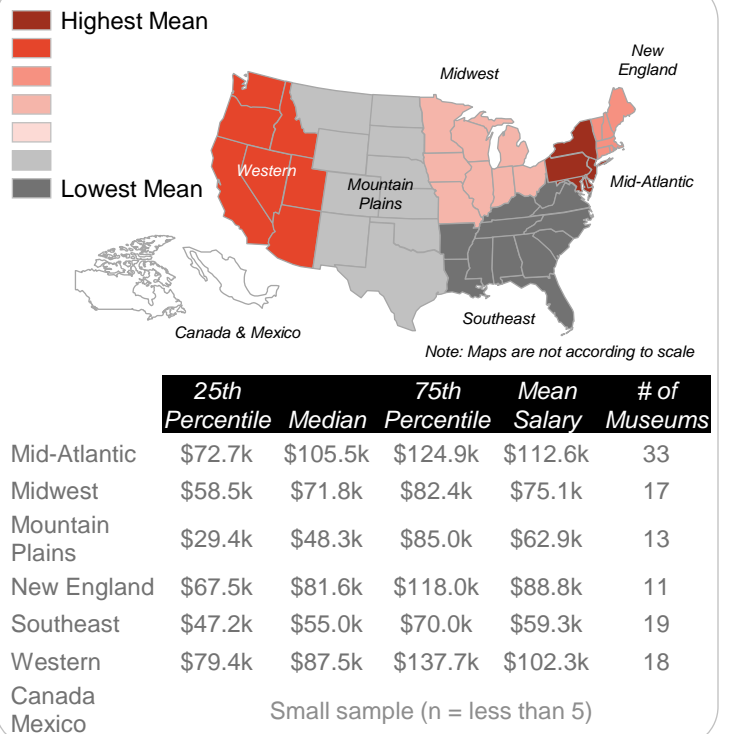 Highest Mean
Lowest Mean
New
England
Midwest
Western
Mountain
Plains
Mid-Atlantic
Southeast
Canada & Mexico
Note: Maps are not according to scale
25th Percentile Median 75th Percentile Mean Salary # of Museums
Mid-Atlantic $72.7k $105.5k $124.9k $112.6k 33
Midwest $58.5k $71.8k $82.4k $75.1k 17
Mountain
Plains $29.4k $48.3k $85.0k $62.9k 13
New England $67.5k $81.6k $118.0k $88.8k 11
Southeast $47.2k $55.0k $70.0k $59.3k 19
Western $79.4k $87.5k $137.7k $102.3k 18
Canada
Mexico Small sample (n = less than 5)